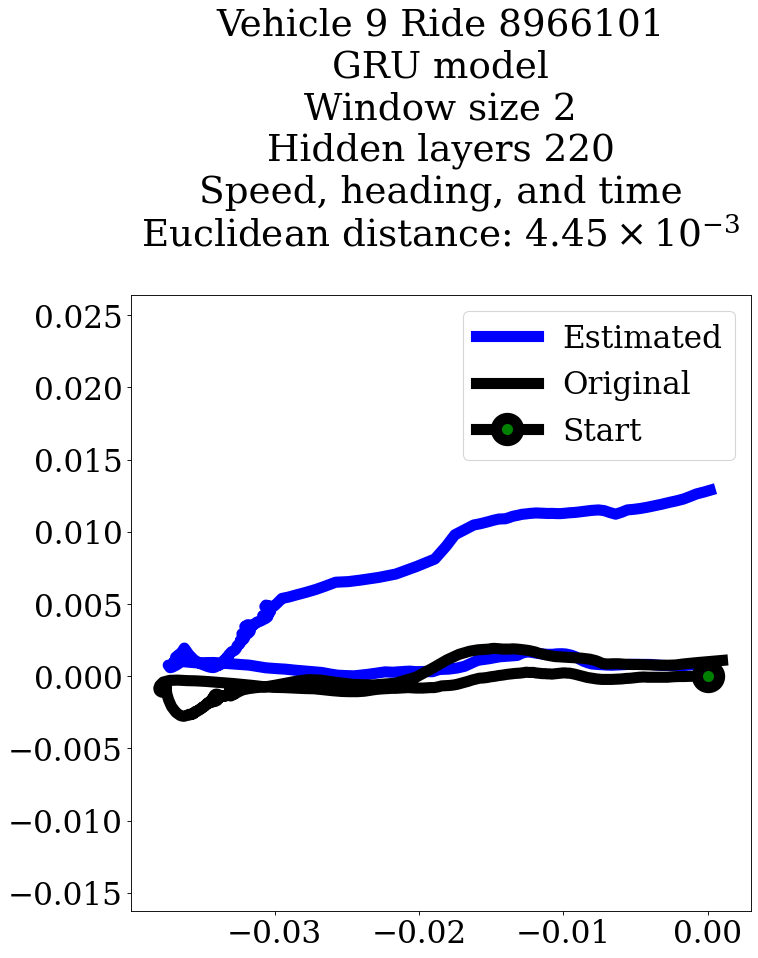 Vehicle 9 Ride 8966101
GRU model
Window size 2
Hidden layers 220
Speed, heading, and time
Euclidean distance: 4.45 × 10⁻³
Estimated
Original
Start
0.025
0.020
0.015
0.010
0.005
0.000
−0.005
−0.010
−0.015
−0.03 −0.02 −0.01 0.00